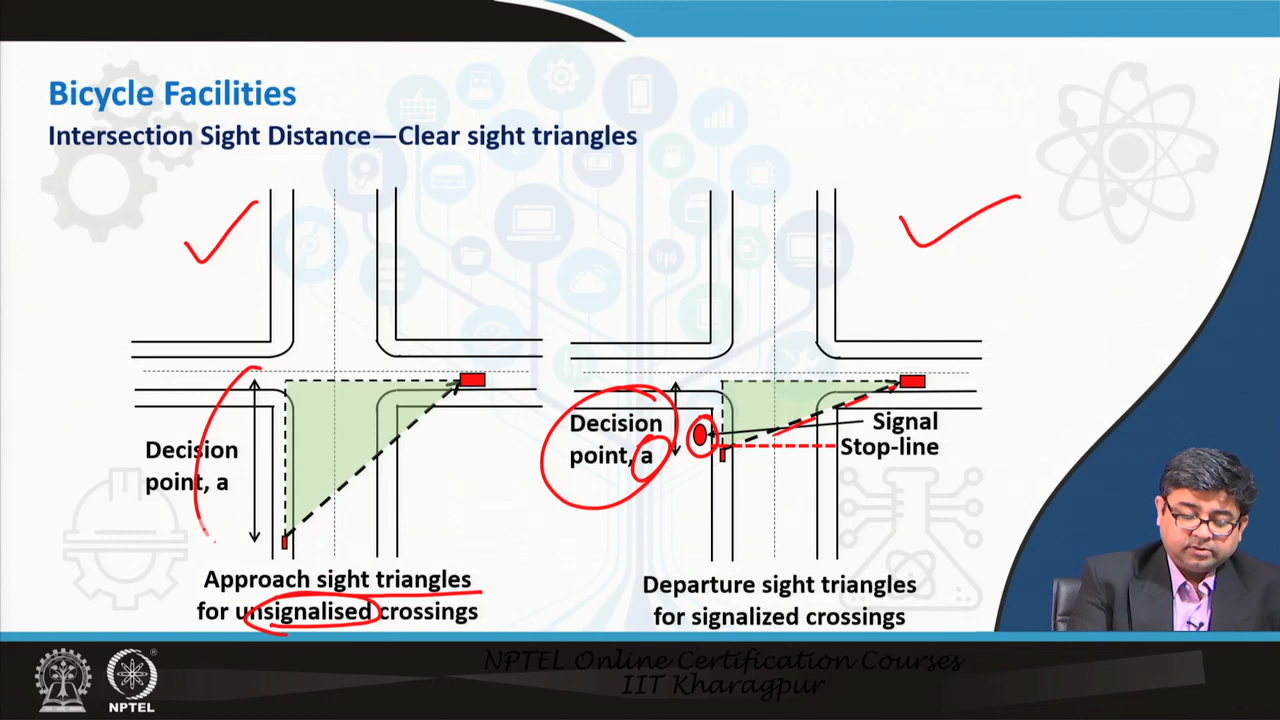 Bicycle Facilities
Intersection Sight Distance—Clear sight triangles
Decision
point, a
Approach sight triangles
for unsignalised crossings
Decision
point, a
Signal
Stop-line
Departure sight triangles
for signalized crossings
NPTEL Online Certification Courses
IIT Kharagpur
NPTEL